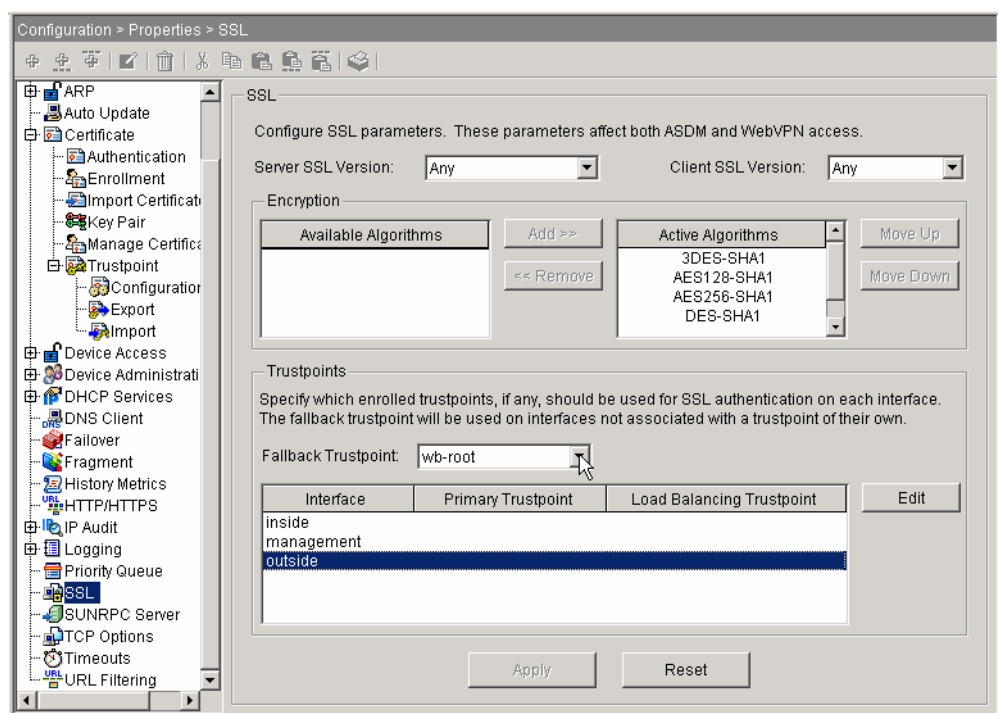 Configuration > Properties > SSL
ARP
Auto Update
Certificate
Authentication
Enrollment
Import Certificat
Key Pair
Manage Certific
Trustpoint
Configuration
Export
Import
Device Access
Device Administrati
DHCP Services
DNS Client
Failover
Fragment
History Metrics
HTTP/HTTPS
IP Audit
Logging
Priority Queue
SSL
SUNRPC Server
TCP Options
Timeouts
URL Filtering
SSL
Configure SSL parameters. These parameters affect both ASDM and WebVPN access.
Server SSL Version: Any Client SSL Version: Any
Encryption
Available Algorithms Add >> Active Algorithms Move Up
<< Remove Move Down
3DES-SHA1
AES128-SHA1
AES256-SHA1
DES-SHA1
Trustpoints
Specify which enrolled trustpoints, if any, should be used for SSL authentication on each interface.
The fallback trustpoint will be used on interfaces not associated with a trustpoint of their own.
Fallback Trustpoint: wb-root
Interface Primary Trustpoint Load Balancing Trustpoint Edit
inside
management
outside
Apply Reset